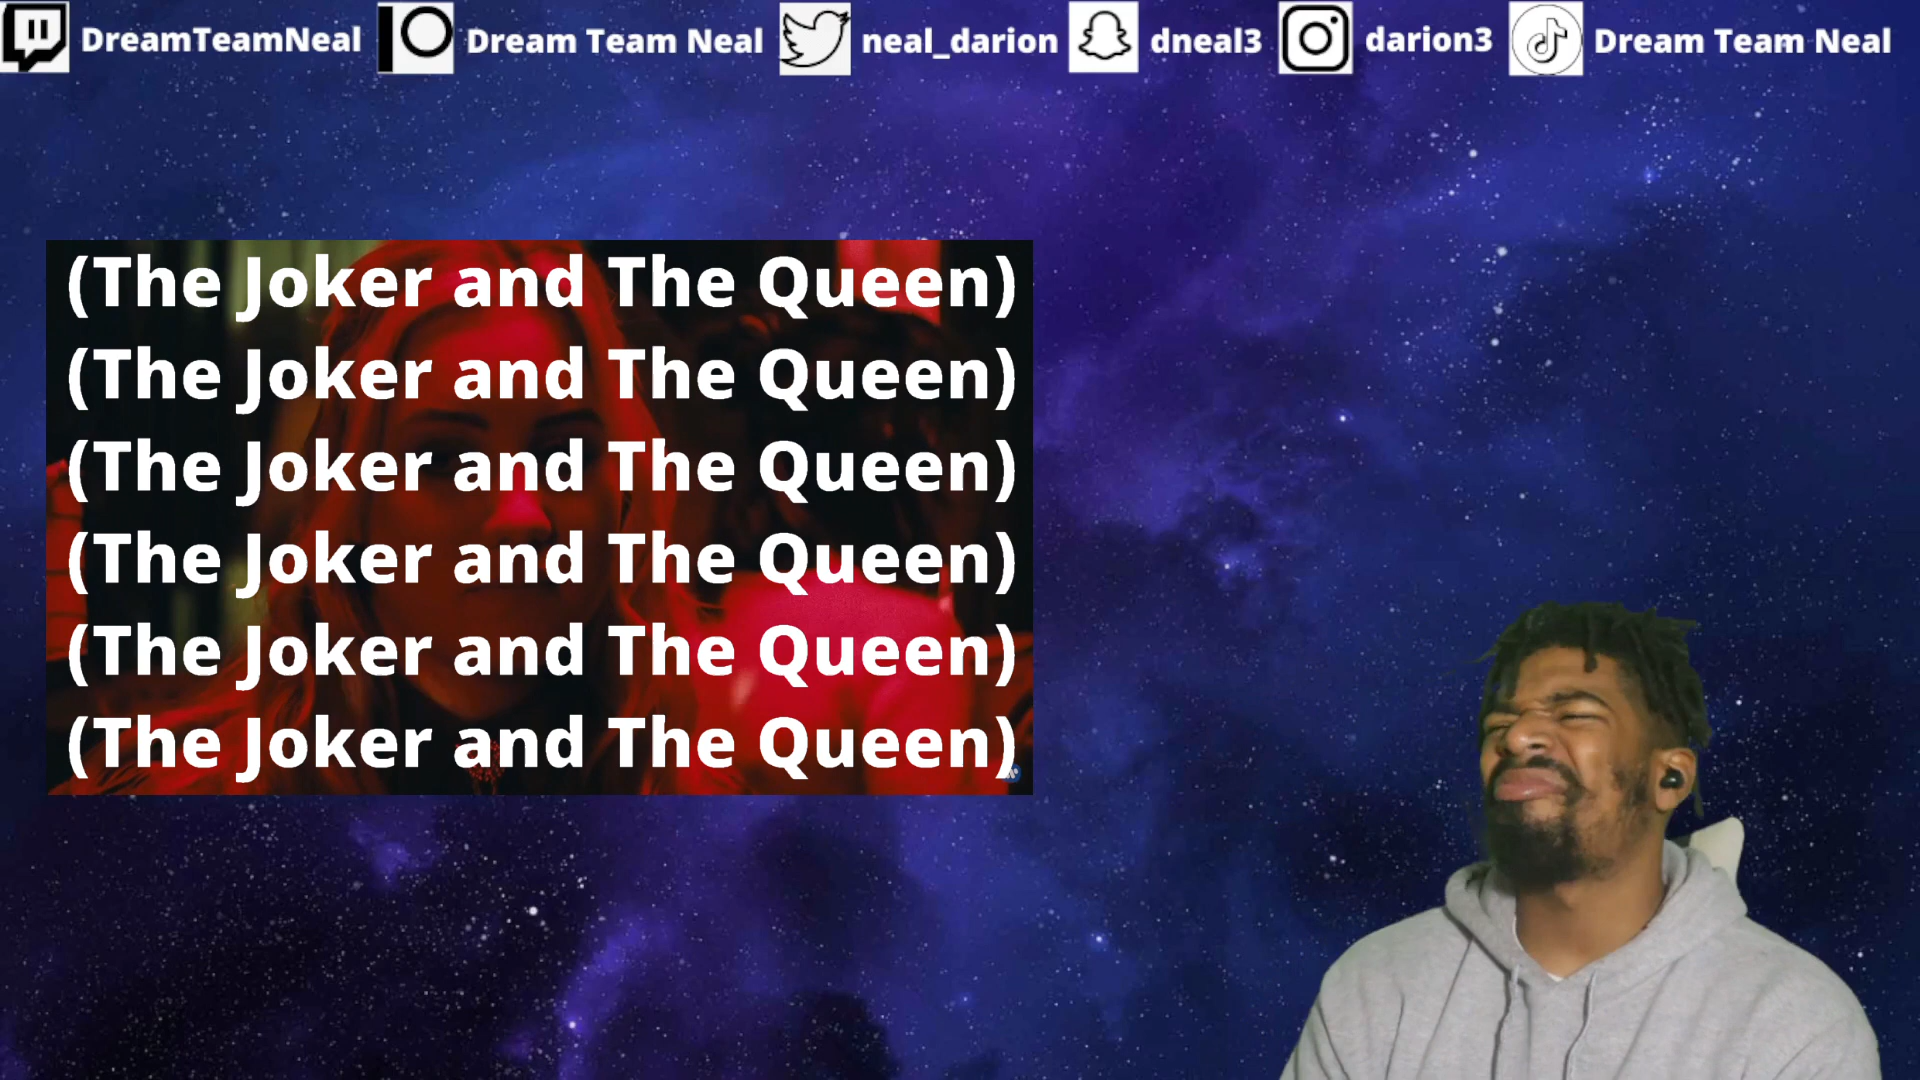 DreamTeamNeal Dream Team Neal neal_darion dneal3 darion3 Dream Team Neal
(The Joker and The Queen)
(The Joker and The Queen)
(The Joker and The Queen)
(The Joker and The Queen)
(The Joker and The Queen)
(The Joker and The Queen)